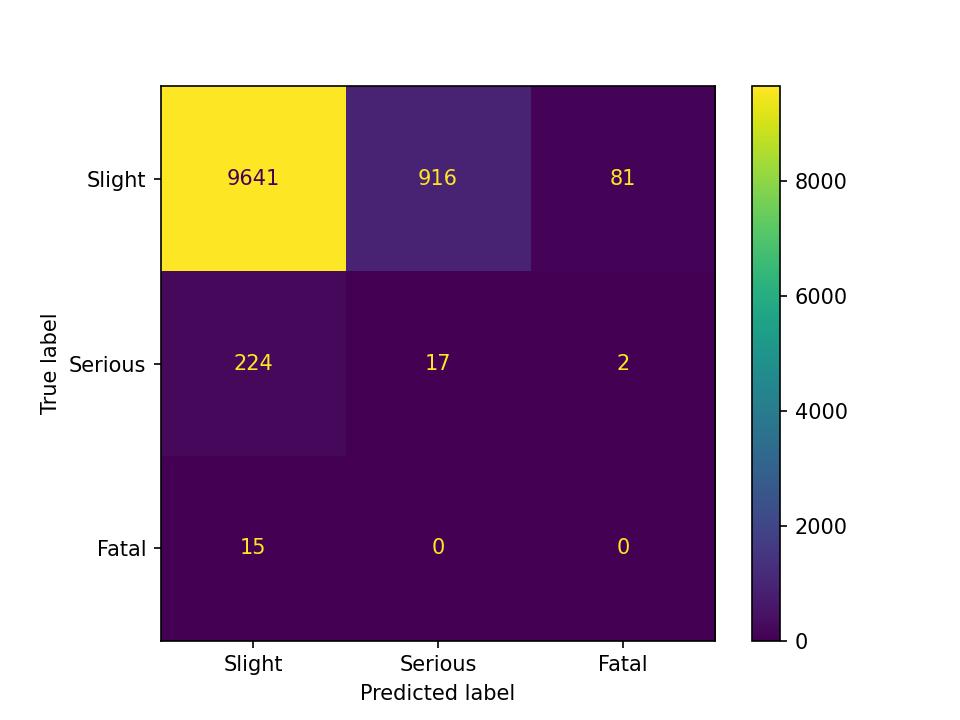 Slight 9641 916 81 8000
6000
True label
Serious 224 17 2
4000
2000
Fatal 15 0 0
0
Slight Serious Fatal
Predicted label